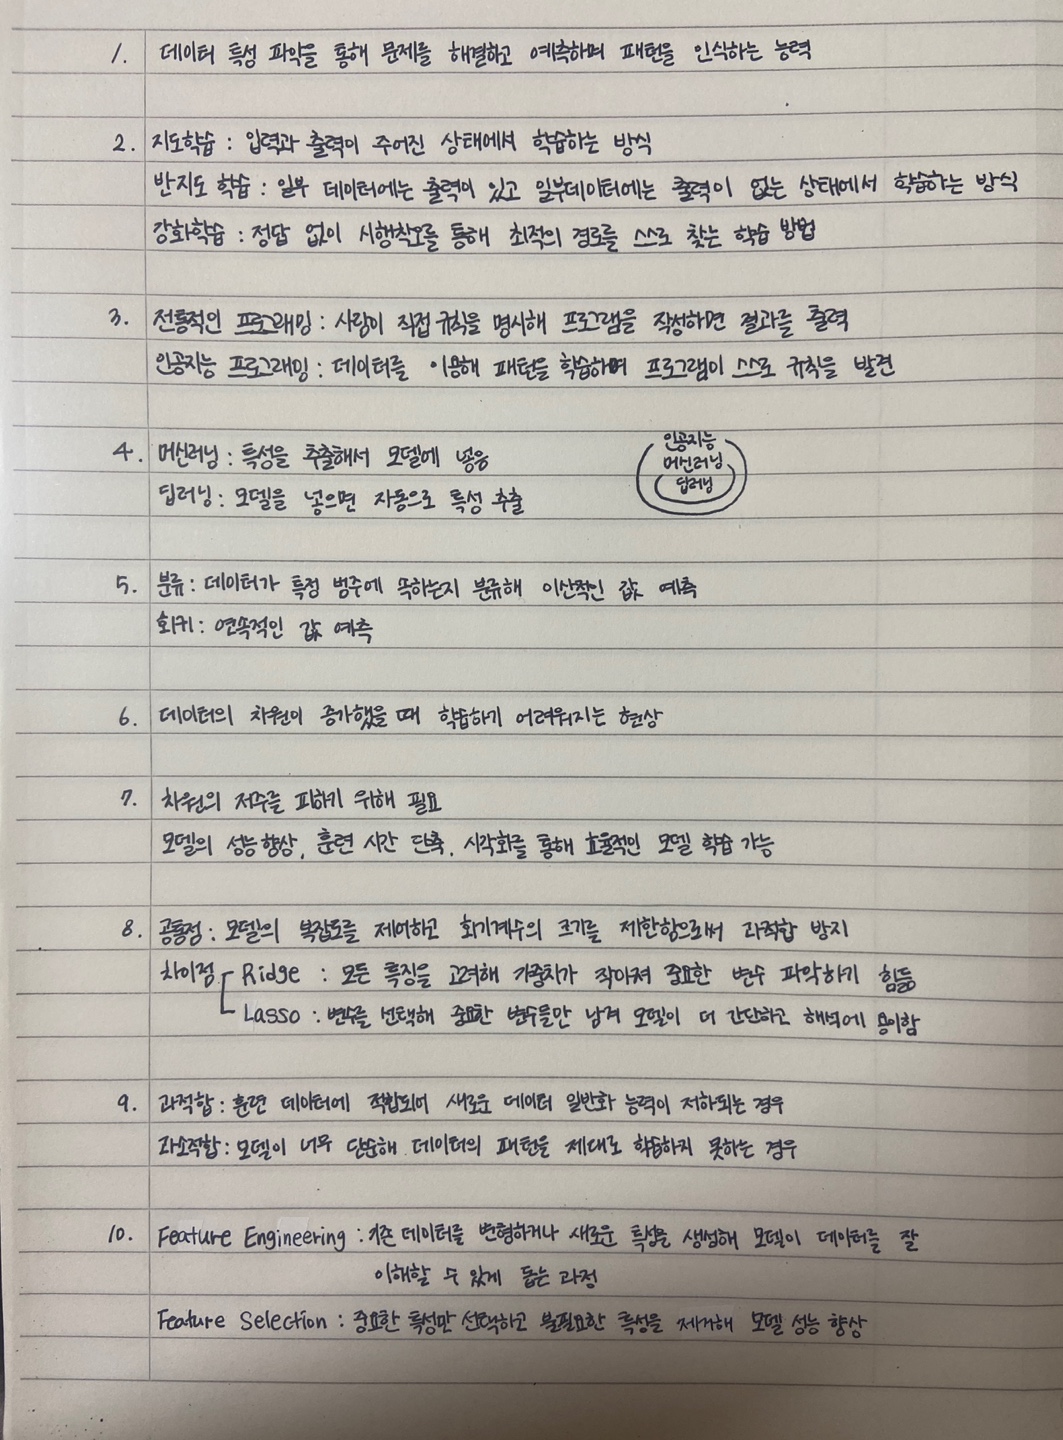 1. 데이터 특성 파악을 통해 문제를 해결하고 예측하며 패턴을 인식하는 능력
2. 지도학습 : 입력과 출력이 주어진 상태에서 학습하는 방식
반지도 학습 : 일부 데이터에는 출력이 있고 일부데이터에는 출력이 없는 상태에서 학습하는 방식
강화학습 : 정답 없이 시행착오를 통해 최적의 경로를 스스로 찾는 학습 방법
3. 전통적인 프로그래밍 : 사람이 직접 규칙을 명시해 프로그램을 작성하면 결과를 출력
인공지능 프로그래밍 : 데이터를 이용해 패턴을 학습하며 프로그램이 스스로 규칙을 발견
4. 머신러닝 : 특성을 추출해서 모델에 넣음
딥러닝 : 모델을 넣으면 자동으로 특성 추출
인공지능
머신러닝
딥러닝
5. 분류 : 데이터가 특정 범주에 속하는지 분류해 이산적인 값 예측
회귀 : 연속적인 값 예측
6. 데이터의 차원이 증가했을 때 학습하기 어려워지는 현상
7. 차원의 저주를 피하기 위해 필요
모델의 성능향상, 훈련 시간 단축, 시각화를 통해 효율적인 모델 학습 가능
8. 공통점 : 모델의 복잡도를 제어하고 회귀계수의 크기를 제한함으로써 과적합 방지
차이점 Ridge : 모든 특징을 고려해 가중치가 작아져 중요한 변수 파악하기 힘듦
Lasso : 변수를 선택해 중요한 변수들만 남겨 모델이 더 간단하고 해석에 용이함
9. 과적합 : 훈련 데이터에 적합되어 새로운 데이터 일반화 능력이 저하되는 경우
과소적합 : 모델이 너무 단순해 데이터의 패턴을 제대로 학습하지 못하는 경우
10. Feature Engineering : 기존 데이터를 변형하거나 새로운 특성을 생성해 모델이 데이터를 잘
이해할 수 있게 돕는 과정
Feature Selection : 중요한 특성만 선택하고 불필요한 특성을 제거해 모델 성능 향상